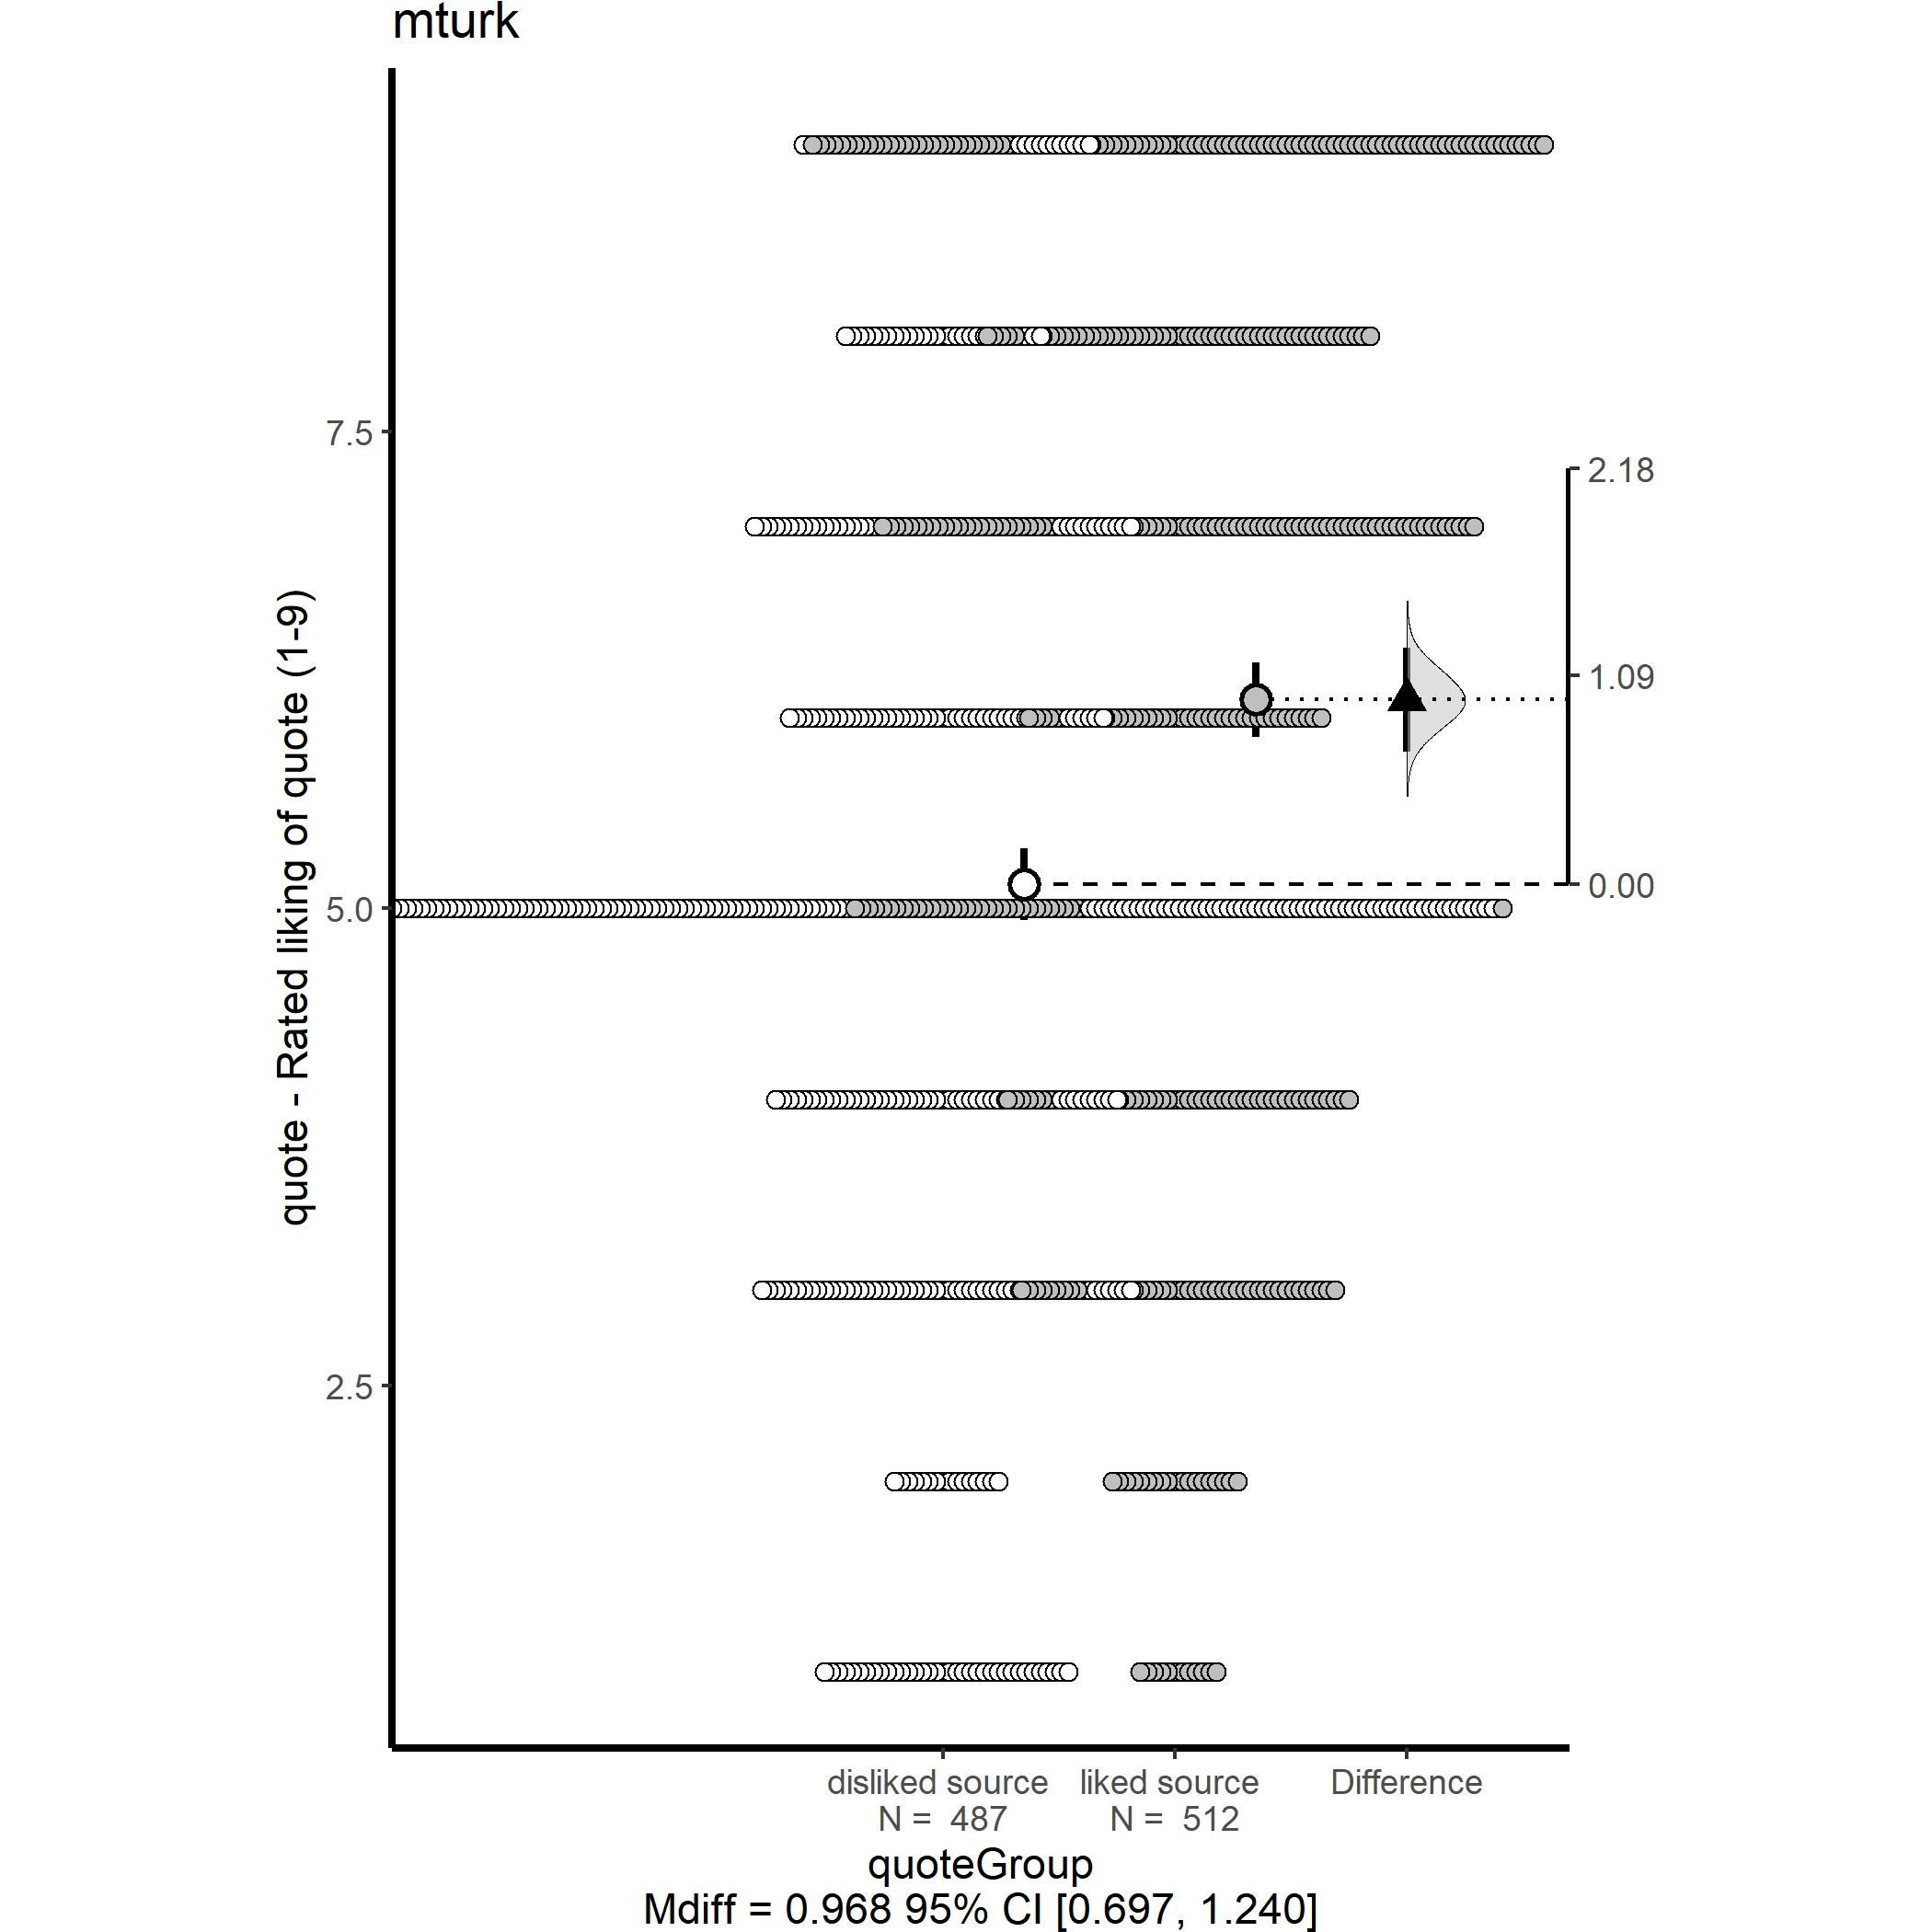 mturk
quote - Rated liking of quote (1-9)
7.5
5.0
2.5
2.18
1.09
0.00
disliked source
N =  487
liked source
N =  512
Difference
quoteGroup
Mdiff = 0.968 95% CI [0.697, 1.240]